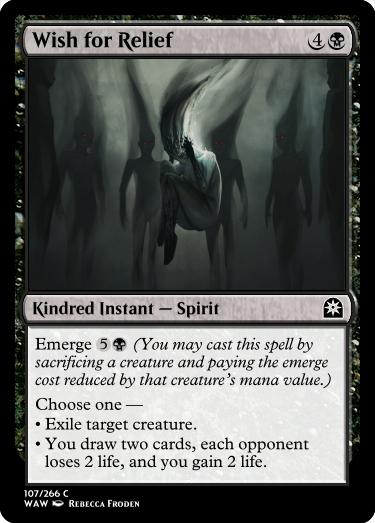 Wish for Relief 4
Kindred Instant — Spirit
Emerge 5 (You may cast this spell by
sacrificing a creature and paying the emerge
cost reduced by that creature's mana value.)
Choose one —
• Exile target creature.
• You draw two cards, each opponent
loses 2 life, and you gain 2 life.
107/266 C
WAW Rebecca Froden